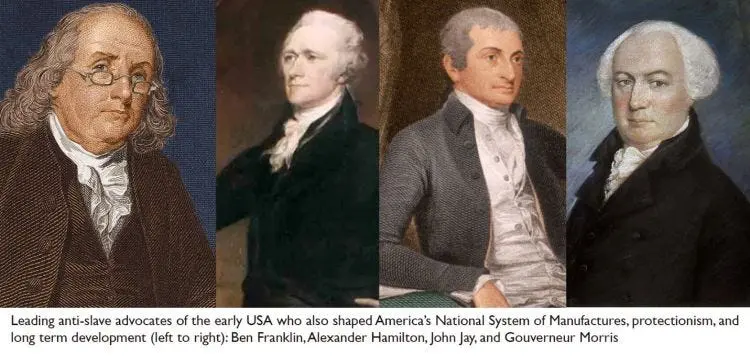 Leading anti-slave advocates of the early USA who also shaped America's National System of Manufactures, protectionism, and
long term development (left to right): Ben Franklin, Alexander Hamilton, John Jay, and Gouverneur Morris